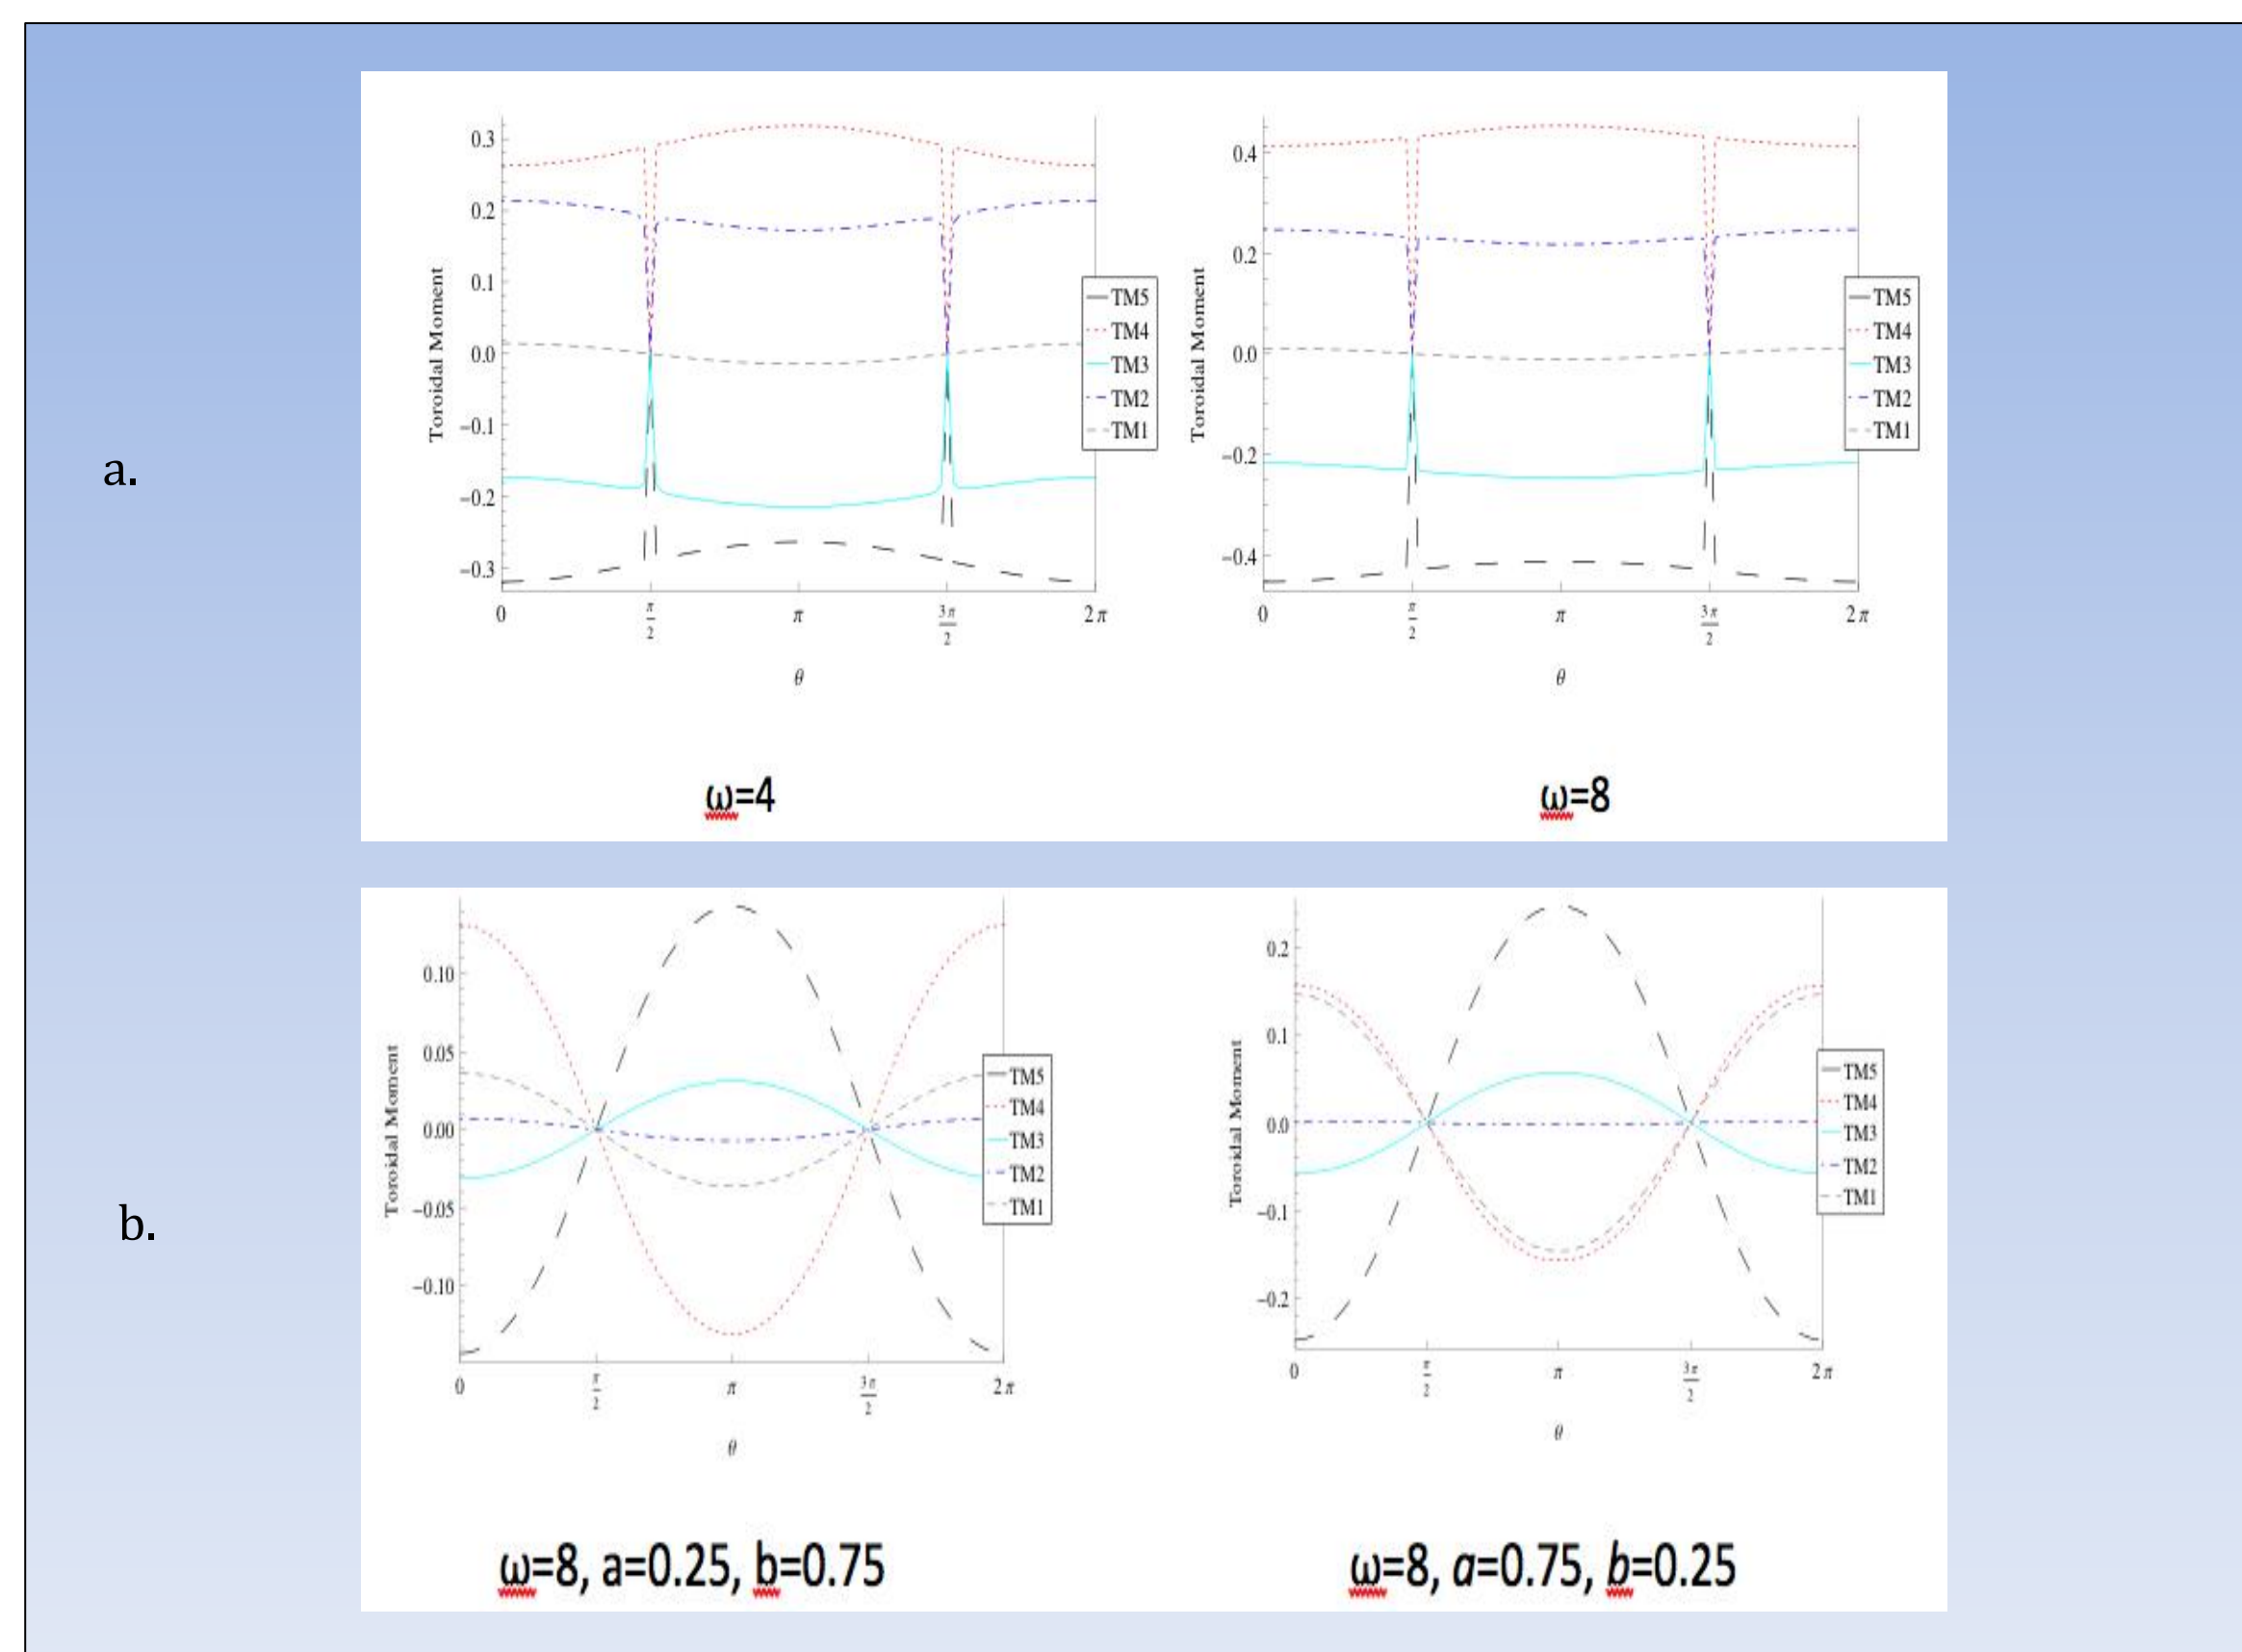 a.
0.3
0.2
0.1
0.0
−0.1
−0.2
−0.3
Toroidal Moment
0
π/2
π
3π/2
2π
θ
TM5
TM4
TM3
TM2
TM1
ω=4
0.4
0.2
0.0
−0.2
−0.4
Toroidal Moment
0
π/2
π
3π/2
2π
θ
TM5
TM4
TM3
TM2
TM1
ω=8
b.
0.10
0.05
0.00
−0.05
−0.10
Toroidal Moment
0
π/2
π
3π/2
2π
θ
TM5
TM4
TM3
TM2
TM1
ω=8, a=0.25, b=0.75
0.2
0.1
0.0
−0.1
−0.2
Toroidal Moment
0
π/2
π
3π/2
2π
θ
TM5
TM4
TM3
TM2
TM1
ω=8, a=0.75, b=0.25